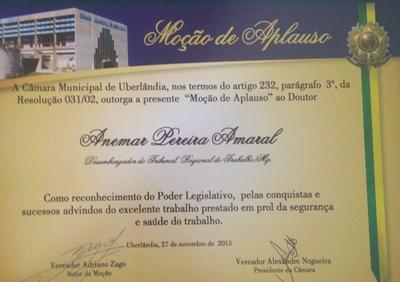 Moção de Aplauso
A Câmara Municipal de Uberlândia, nos termos do artigo 232, parágrafo 3º, da
Resolução 031/02, outorga a presente "Moção de Aplauso" ao Doutor
Anemar Pereira Amaral
Desembargador do Tribunal Regional do Trabalho/Mg.
Como reconhecimento do Poder Legislativo, pelas conquistas e
sucessos advindos do excelente trabalho prestado em prol da segurança
e saúde do trabalho.
Uberlândia, 27 de novembro de 2015
Vereador Adriano Zago
Autor da Moção
Vereador Alexandre Nogueira
Presidente da Câmara